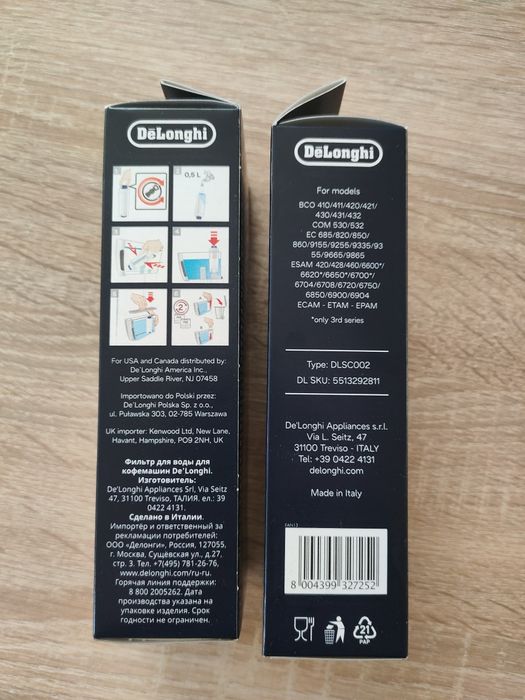 DēLonghi
0,5 L
For USA and Canada distributed by:
De'Longhi America Inc.,
Upper Saddle River, NJ 07458
Importowano do Polski przez:
De'Longhi Polska Sp. z o.o.,
ul. Puławska 303, 02-785 Warszawa
UK importer: Kenwood Ltd, New Lane,
Havant, Hampshire, PO9 2NH, UK
Фильтр для воды для
кофемашин De'Longhi.
Изготовитель:
De'Longhi Appliances Srl, Via Seitz
47, 31100 Treviso, ТАЛИЯ. ел.: 39
0422 4131.
Сделано в Италии.
Импортёр и ответственный за
рекламации потребителей:
ООО «Делонги», Россия, 127055,
г. Москва, Сущёвская ул., д.27,
стр. 3. Тел. +7(495) 781-26-76,
www.delonghi.com/ru-ru.
Горячая линия поддержки:
8 800 2005262. Дата
производства указана на
упаковке изделия. Срок
годности не ограничен.
DēLonghi
For models
BCO 410/411/420/421/
430/431/432
COM 530/532
EC 685/820/850/
860/9155/9255/9335/93
55/9665/9865
ESAM 420/428/460/6600*/
6620*/6650*/6700*/
6704/6708/6720/6750/
6850/6900/6904
ECAM - ETAM - EPAM
*only 3rd series
Type: DLSC002
DL SKU: 5513292811
De'Longhi Appliances s.r.l.
Via L. Seitz, 47
31100 Treviso - ITALY
Tel: +39 0422 4131
delonghi.com
Made in Italy
EAN13
8 004399 327252
21
PAP